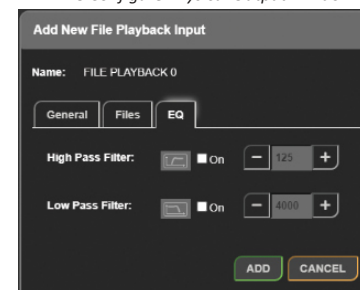 Add New File Playback Input
Name: FILE PLAYBACK 0
General Files EQ
High Pass Filter: On − 125 +
Low Pass Filter: On − 4000 +
ADD CANCEL